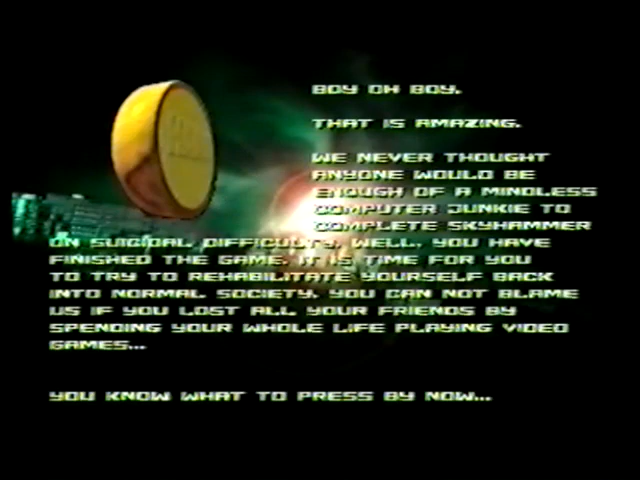 BOY OH BOY.
THAT IS AMAZING.
WE NEVER THOUGHT
ANYONE WOULD BE
ENOUGH OF A MINDLESS
COMPUTER JUNKIE TO
COMPLETE SKYHAMMER
ON SUICIDAL DIFFICULTY. WELL, YOU HAVE
FINISHED THE GAME. IT IS TIME FOR YOU
TO TRY TO REHABILITATE YOURSELF BACK
INTO NORMAL SOCIETY. YOU CAN NOT BLAME
US IF YOU LOST ALL YOUR FRIENDS BY
SPENDING YOUR WHOLE LIFE PLAYING VIDEO
GAMES...
YOU KNOW WHAT TO PRESS BY NOW...